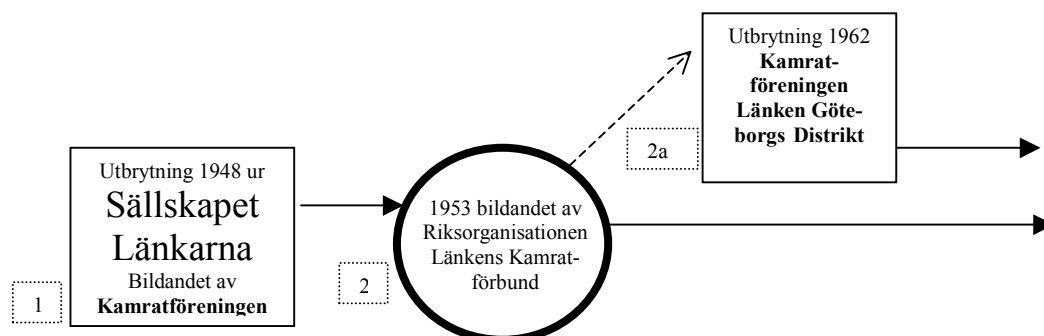 Utbrytning 1948 ur
Sällskapet
Länkarna
Bildandet av
Kamratföreningen
1
1953 bildandet av
Riksorganisationen
Länkens Kamrat-
förbund
2
Utbrytning 1962
Kamrat-
föreningen
Länken Göte-
borgs Distrikt
2a